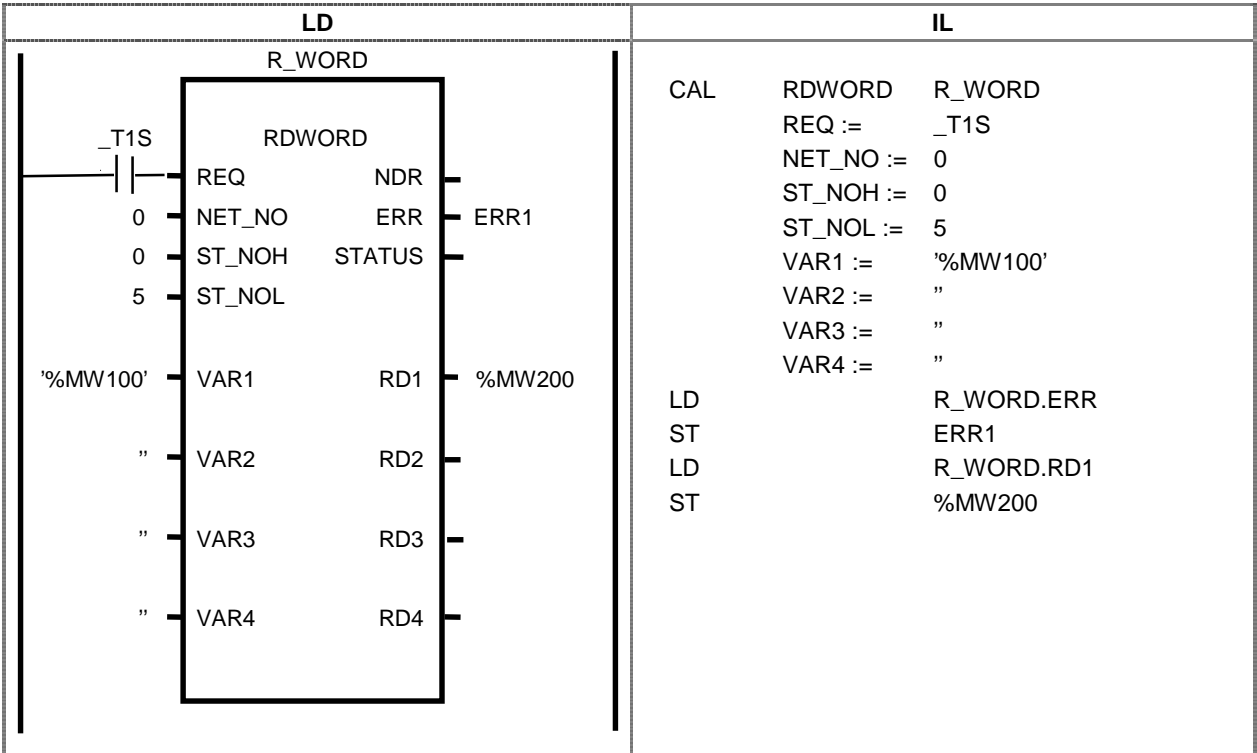 LD
R_WORD
_T1S
RDWORD
REQ NDR
0 NET_NO ERR ERR1
0 ST_NOH STATUS
5 ST_NOL
'%MW100' VAR1 RD1 %MW200
'' VAR2 RD2
'' VAR3 RD3
'' VAR4 RD4
IL
CAL RDWORD R_WORD
REQ := _T1S
NET_NO := 0
ST_NOH := 0
ST_NOL := 5
VAR1 := '%MW100'
VAR2 := ''
VAR3 := ''
VAR4 := ''
LD R_WORD.ERR
ST ERR1
LD R_WORD.RD1
ST %MW200